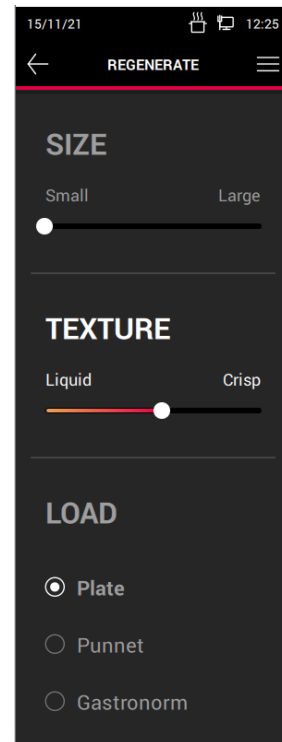 15/11/21 12:25
REGENERATE
SIZE
Small Large
TEXTURE
Liquid Crisp
LOAD
Plate
Punnet
Gastronorm